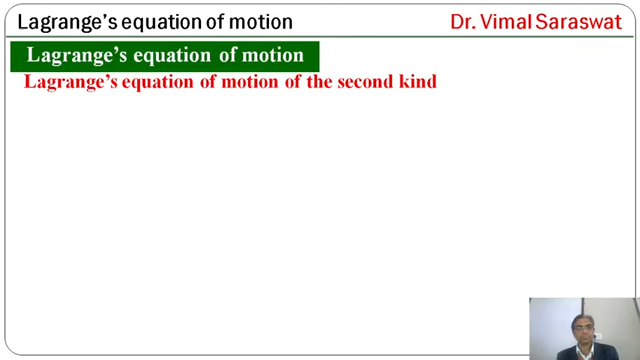 Lagrange's equation of motion
Dr. Vimal Saraswat
Lagrange's equation of motion
Lagrange's equation of motion of the second kind